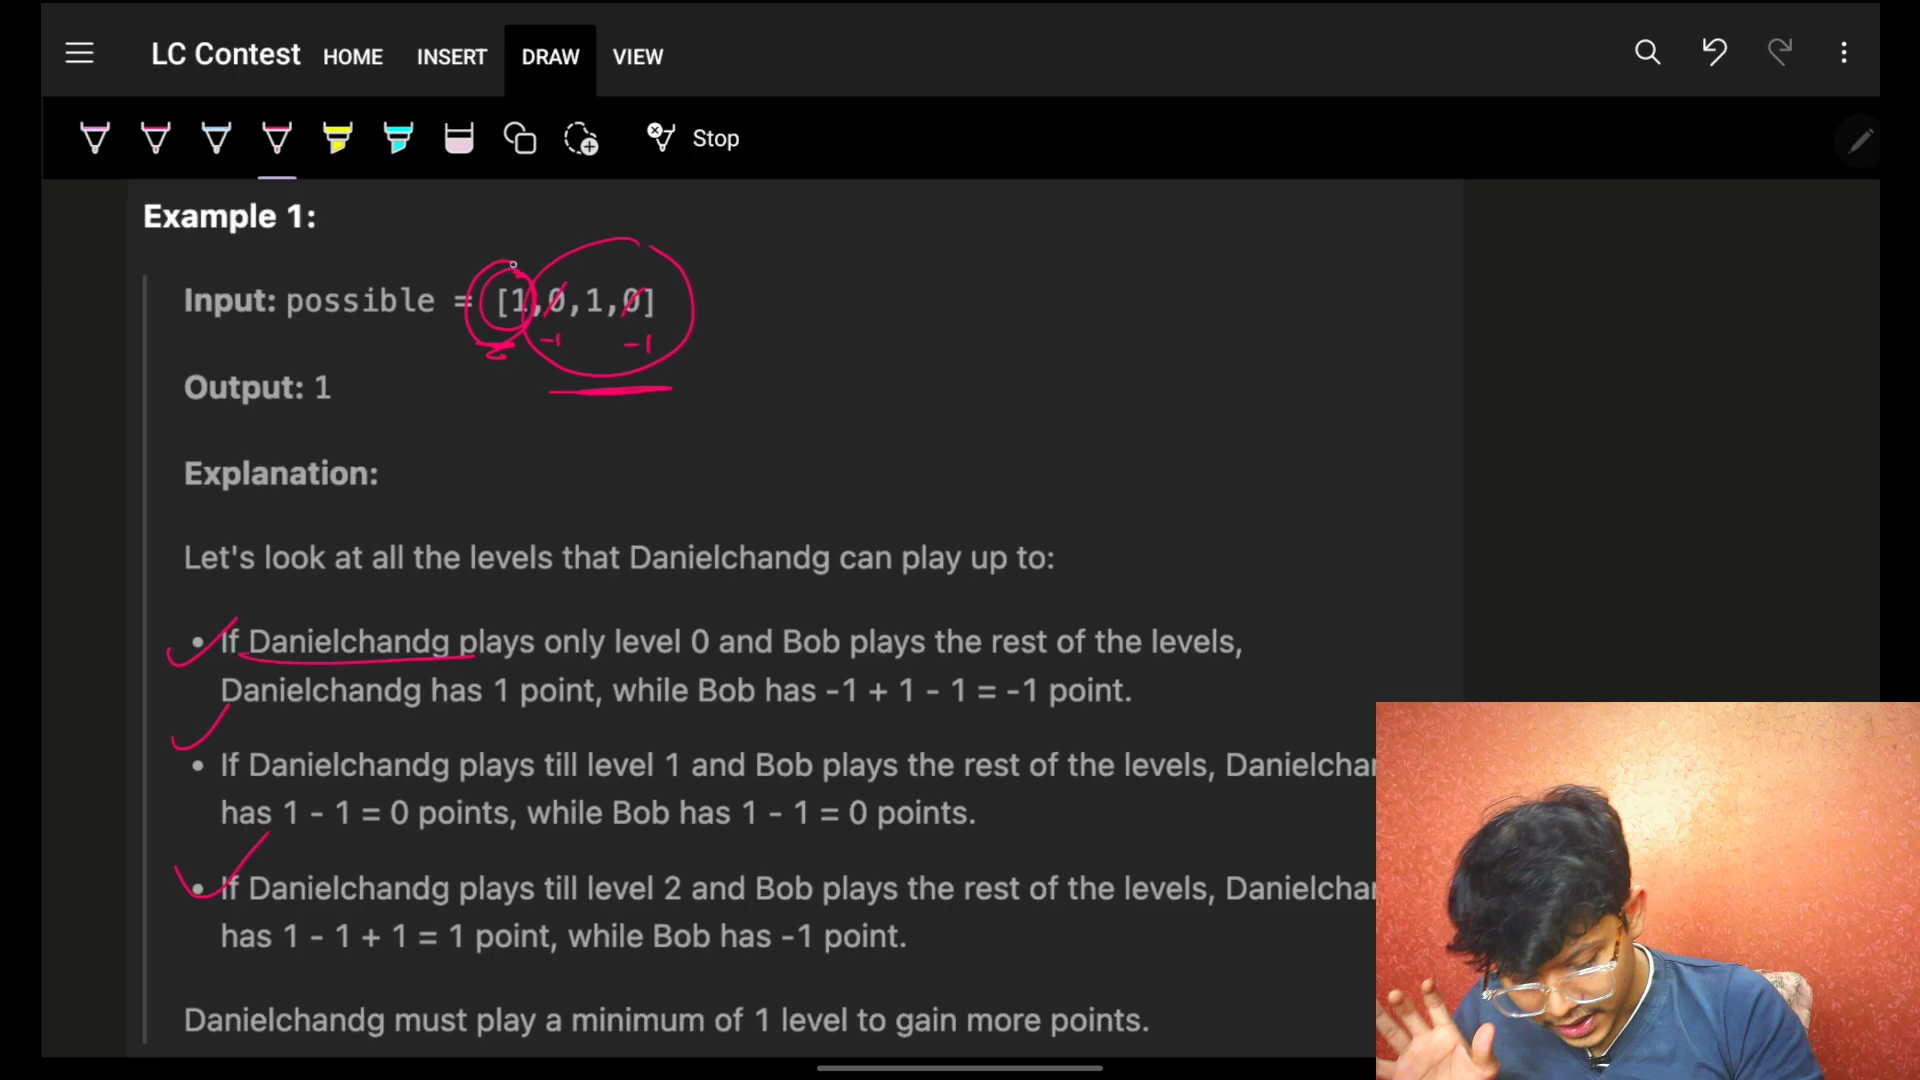 LC Contest HOME INSERT DRAW VIEW
Stop
Example 1:
Input: possible = [1,0,1,0]
-1 -1
Output: 1
Explanation:
Let's look at all the levels that Danielchandg can play up to:
• If Danielchandg plays only level 0 and Bob plays the rest of the levels,
Danielchandg has 1 point, while Bob has -1 + 1 - 1 = -1 point.
• If Danielchandg plays till level 1 and Bob plays the rest of the levels, Danielchan
has 1 - 1 = 0 points, while Bob has 1 - 1 = 0 points.
• If Danielchandg plays till level 2 and Bob plays the rest of the levels, Danielchan
has 1 - 1 + 1 = 1 point, while Bob has -1 point.
Danielchandg must play a minimum of 1 level to gain more points.